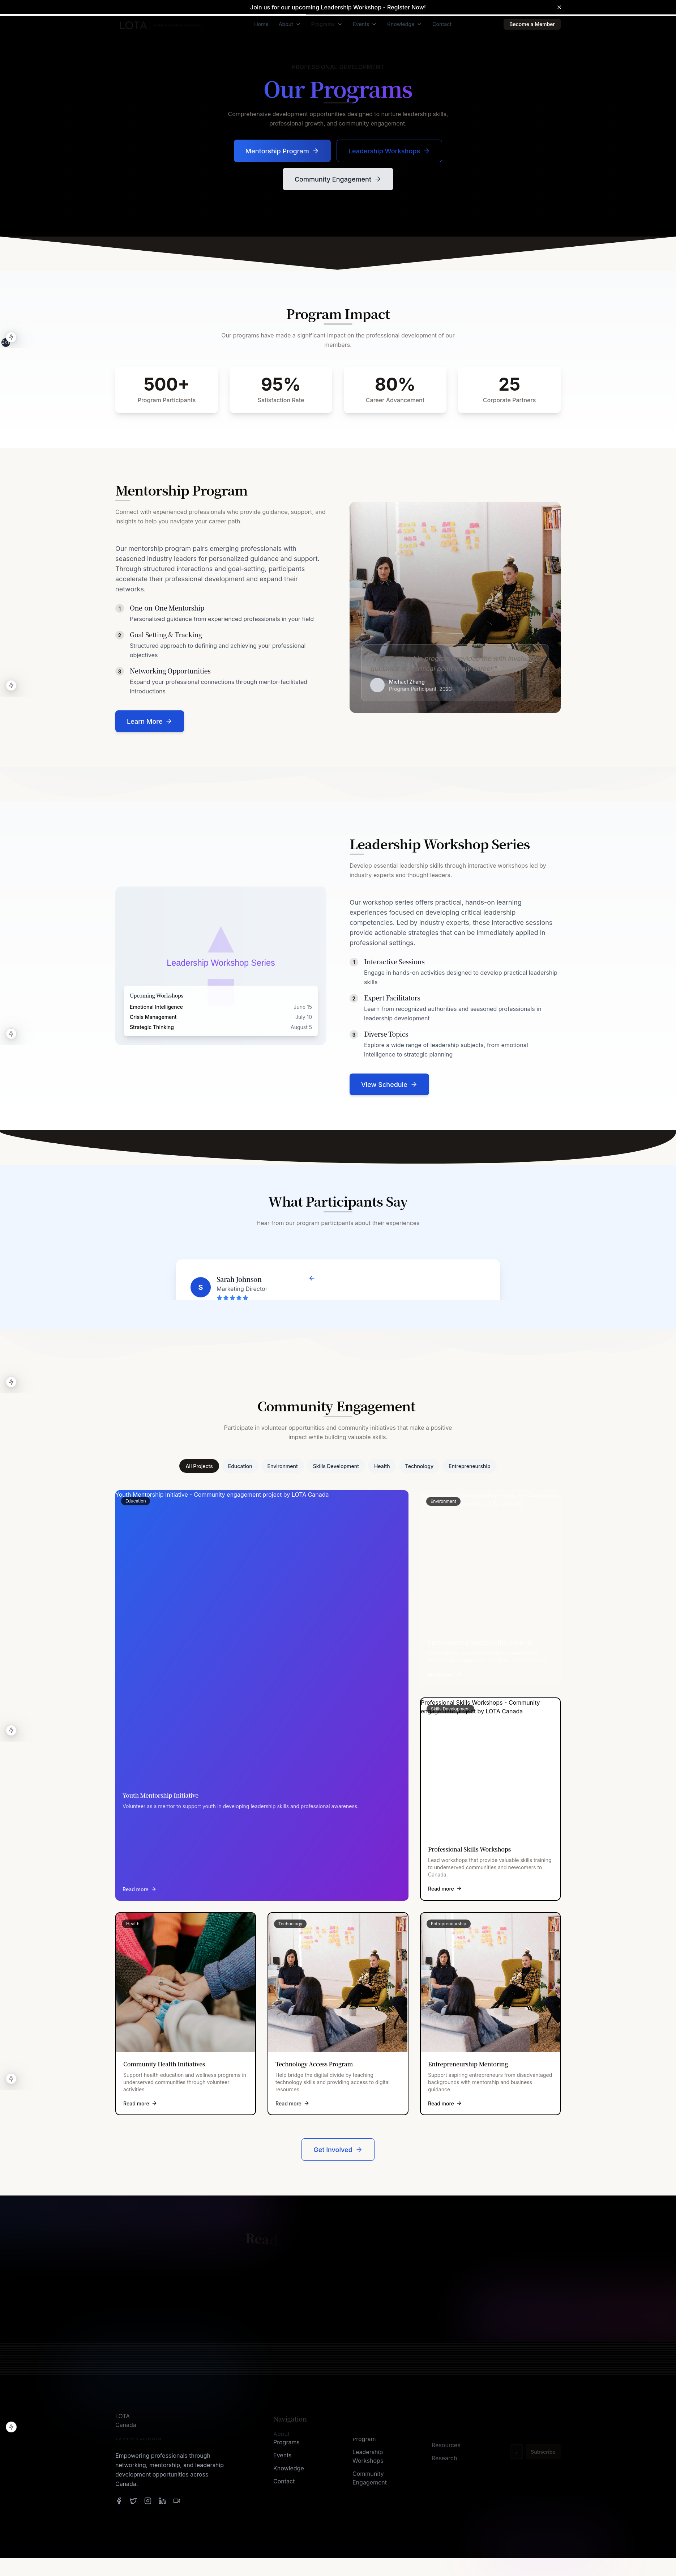 Join us for our upcoming Leadership Workshop - Register Now!
LOTA
Home
About
Programs
Events
Knowledge
Contact
Become a Member
PROFESSIONAL DEVELOPMENT
Our Programs
Comprehensive development opportunities designed to nurture leadership skills,
professional growth, and community engagement.
Mentorship Program
Leadership Workshops
Community Engagement
Program Impact
Our programs have made a significant impact on the professional development of our
members.
500+
Program Participants
95%
Satisfaction Rate
80%
Career Advancement
25
Corporate Partners
Mentorship Program
Connect with experienced professionals who provide guidance, support, and
insights to help you navigate your career path.
Our mentorship program pairs emerging professionals with
seasoned industry leaders for personalized guidance and support.
Through structured interactions and goal-setting, participants
accelerate their professional development and expand their
networks.
1
One-on-One Mentorship
Personalized guidance from experienced professionals in your field
2
Goal Setting & Tracking
Structured approach to defining and achieving your professional
objectives
3
Networking Opportunities
Expand your professional connections through mentor-facilitated
introductions
Learn More
Michael Zhang
Program Participant, 2023
Leadership Workshop Series
Upcoming Workshops
Emotional Intelligence
June 15
Crisis Management
July 10
Strategic Thinking
August 5
Leadership Workshop Series
Develop essential leadership skills through interactive workshops led by
industry experts and thought leaders.
Our workshop series offers practical, hands-on learning
experiences focused on developing critical leadership
competencies. Led by industry experts, these interactive sessions
provide actionable strategies that can be immediately applied in
professional settings.
1
Interactive Sessions
Engage in hands-on activities designed to develop practical leadership
skills
2
Expert Facilitators
Learn from recognized authorities and seasoned professionals in
leadership development
3
Diverse Topics
Explore a wide range of leadership subjects, from emotional
intelligence to strategic planning
View Schedule
What Participants Say
Hear from our program participants about their experiences
S
Sarah Johnson
Marketing Director
Community Engagement
Participate in volunteer opportunities and community initiatives that make a positive
impact while building valuable skills.
All Projects
Education
Environment
Skills Development
Health
Technology
Entrepreneurship
Youth Mentorship Initiative - Community engagement project by LOTA Canada
Education
Youth Mentorship Initiative
Volunteer as a mentor to support youth in developing leadership skills and professional awareness.
Read more
Environment
Professional Skills Workshops - Community
engagement project by LOTA Canada
Skills Development
Professional Skills Workshops
Lead workshops that provide valuable skills training
to underserved communities and newcomers to
Canada.
Read more
Health
Community Health Initiatives
Support health education and wellness programs in
underserved communities through volunteer
activities.
Read more
Technology
Technology Access Program
Help bridge the digital divide by teaching
technology skills and providing access to digital
resources.
Read more
Entrepreneurship
Entrepreneurship Mentoring
Support aspiring entrepreneurs from disadvantaged
backgrounds with mentorship and business
guidance.
Read more
Get Involved
LOTA
Canada
Empowering professionals through
networking, mentorship, and leadership
development opportunities across
Canada.
Navigation
About
Programs
Events
Knowledge
Contact
Program
Leadership
Workshops
Community
Engagement
Resources
Research
Subscribe